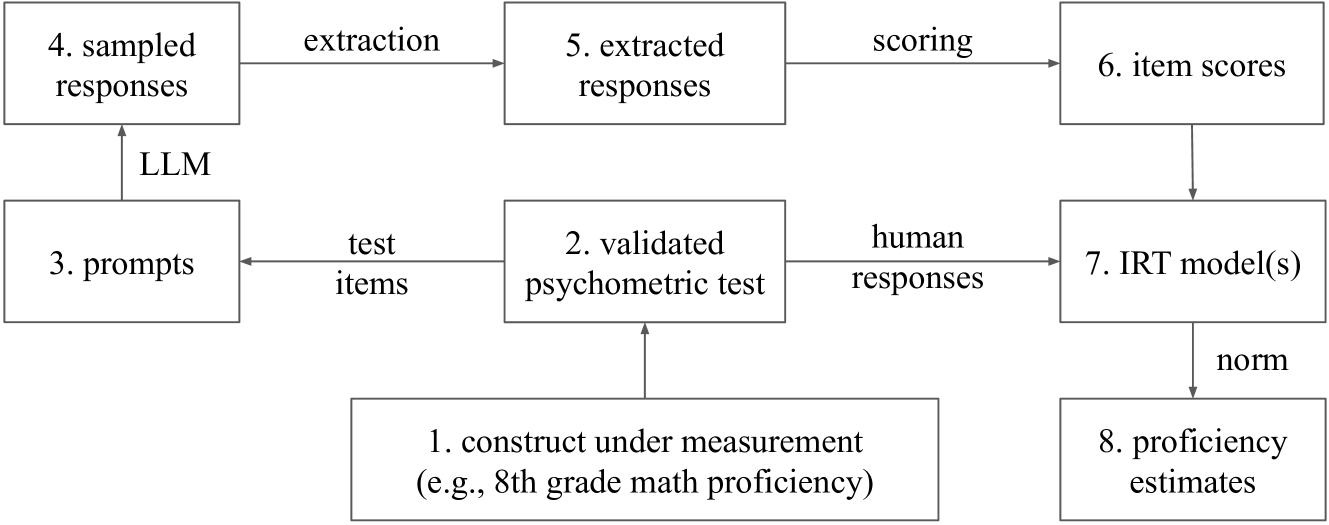 4. sampled
responses
extraction
5. extracted
responses
scoring
6. item scores
LLM
3. prompts
test
items
2. validated
psychometric test
human
responses
7. IRT model(s)
norm
1. construct under measurement
(e.g., 8th grade math proficiency)
8. proficiency
estimates